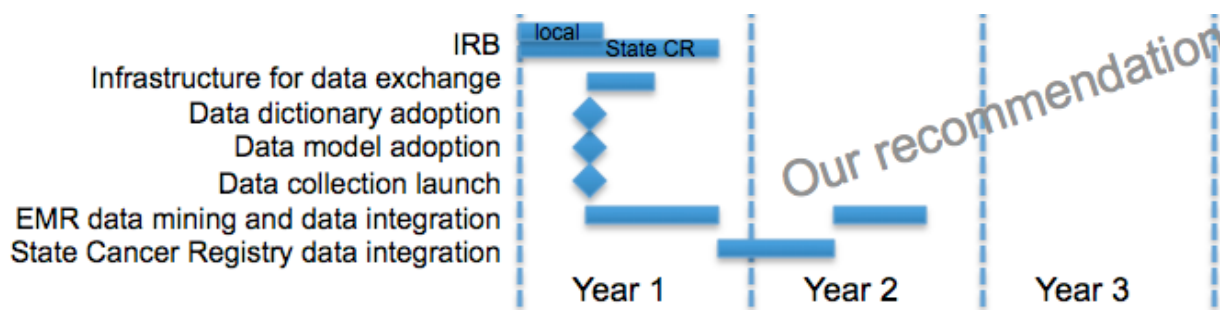 local
IRB
State CR
Infrastructure for data exchange
Data dictionary adoption
Data model adoption
Data collection launch
EMR data mining and data integration
State Cancer Registry data integration
Our recommendation
Year 1
Year 2
Year 3